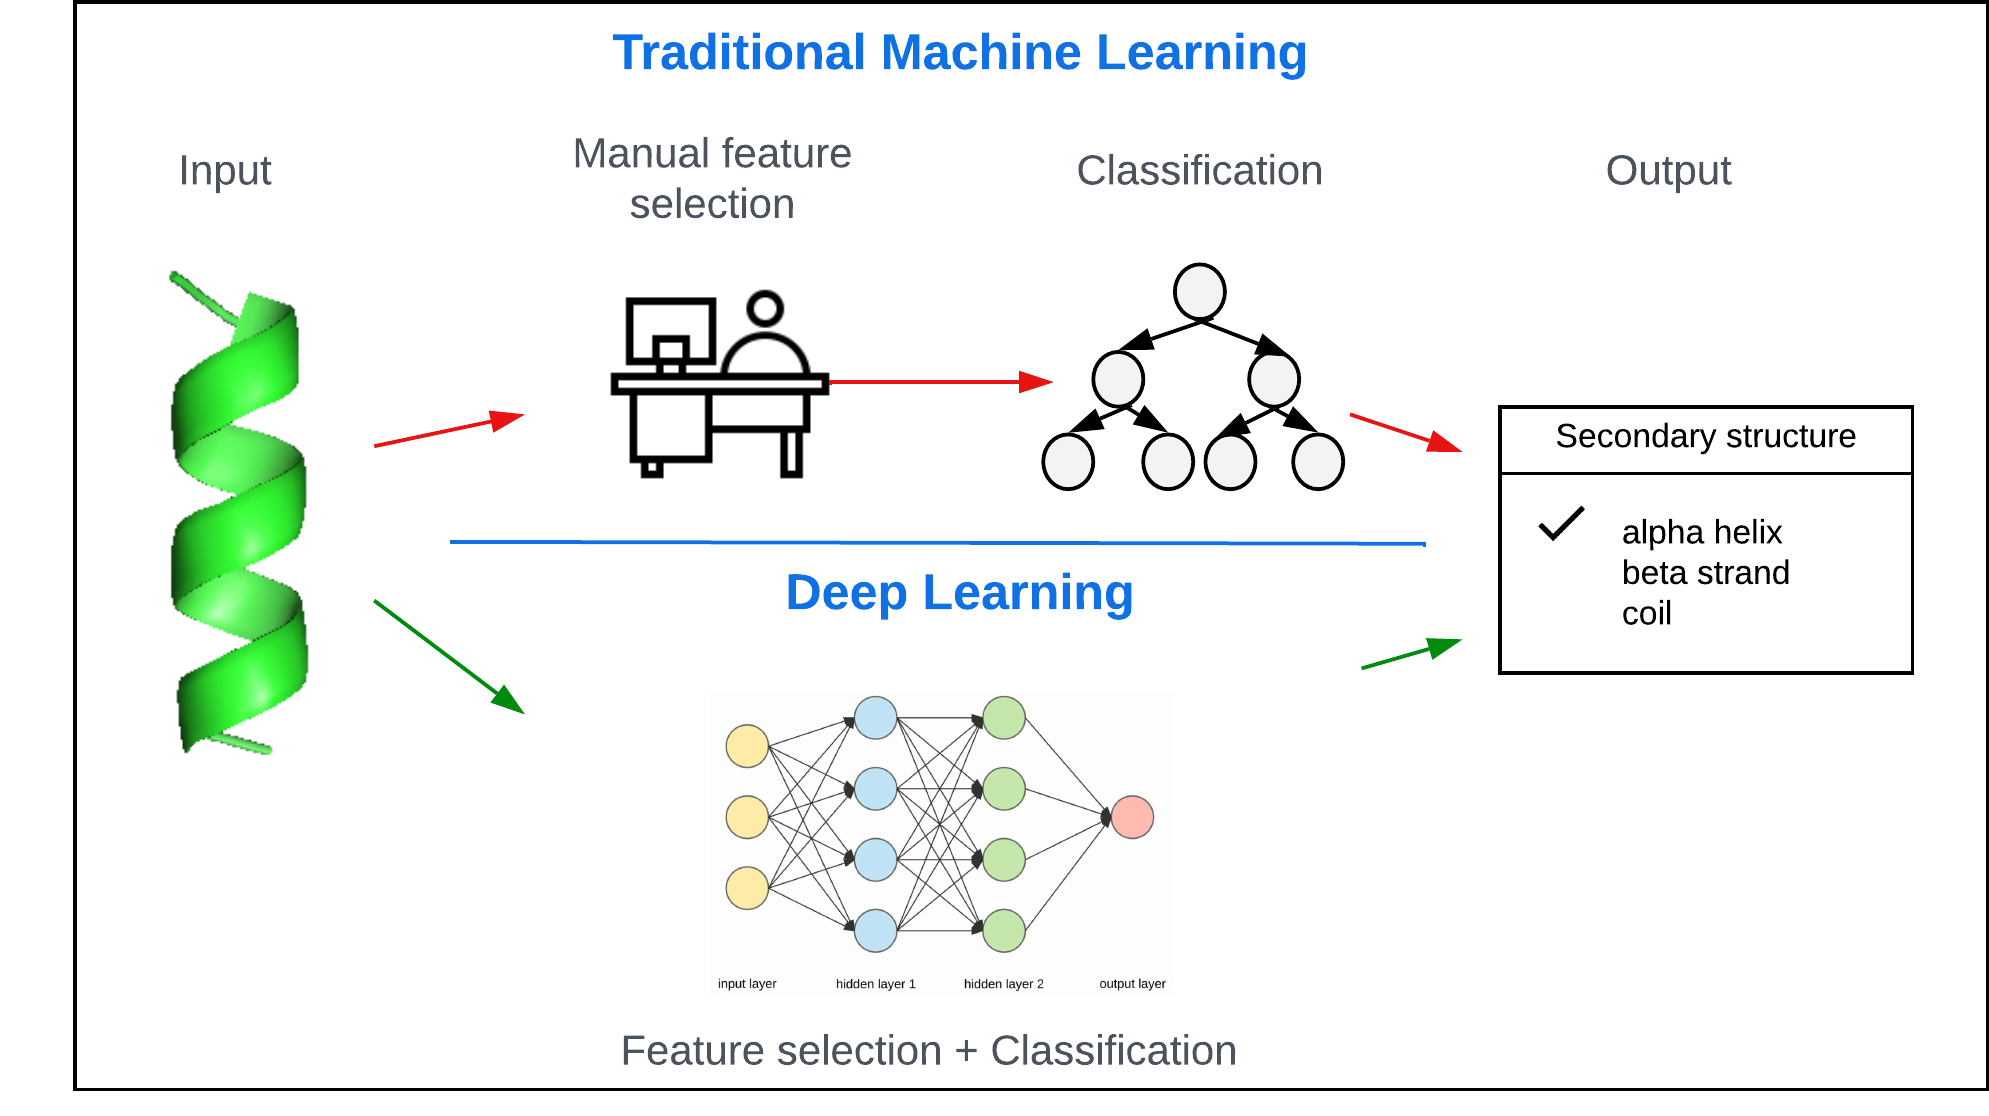 Traditional Machine Learning
Input
Manual feature
selection
Classification
Output
Secondary structure
alpha helix
beta strand
coil
Deep Learning
input layer
hidden layer 1
hidden layer 2
output layer
Feature selection + Classification